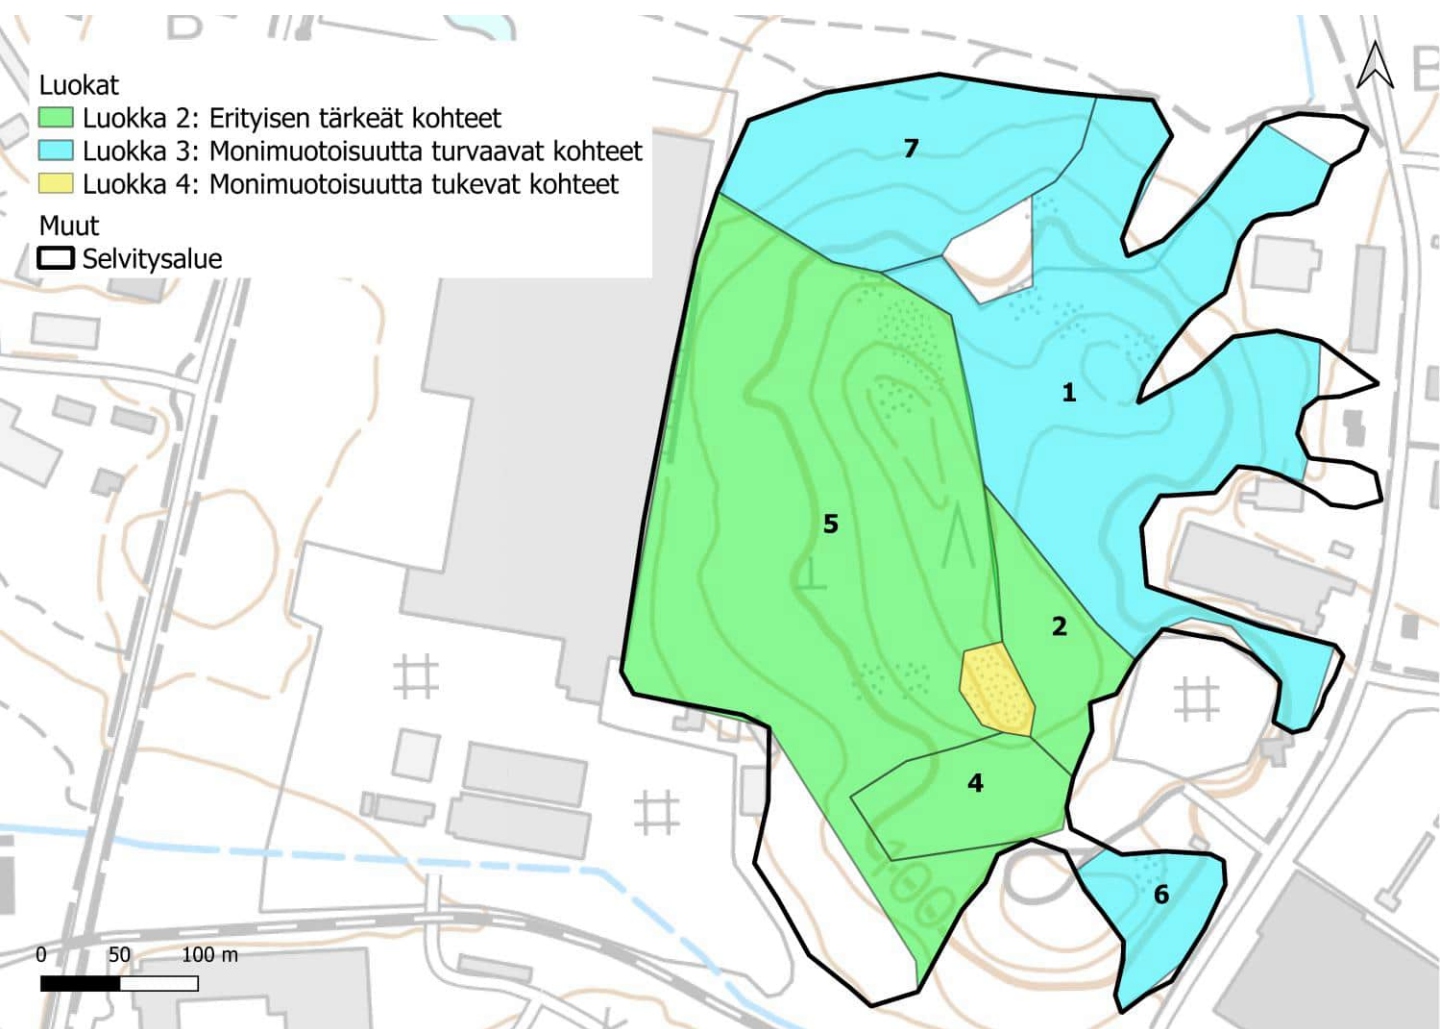 B
B
Luokat
Luokka 2: Erityisen tärkeät kohteet
Luokka 3: Monimuotoisuutta turvaavat kohteet
Luokka 4: Monimuotoisuutta tukevat kohteet
Muut
Selvitysalue
7
1
5
2
4
100
6
0 50 100 m